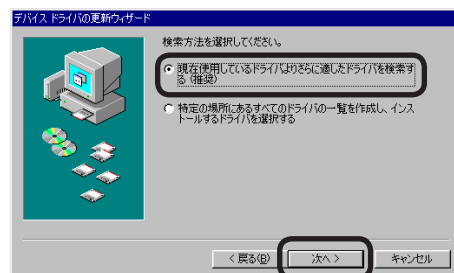 デバイス ドライバの更新ウィザード
検索方法を選択してください。
現在使用しているドライバよりさらに適したドライバを検索す
る (推奨)
特定の場所にあるすべてのドライバの一覧を作成し、インス
トールするドライバを選択する
< 戻る(B)
次へ >
キャンセル